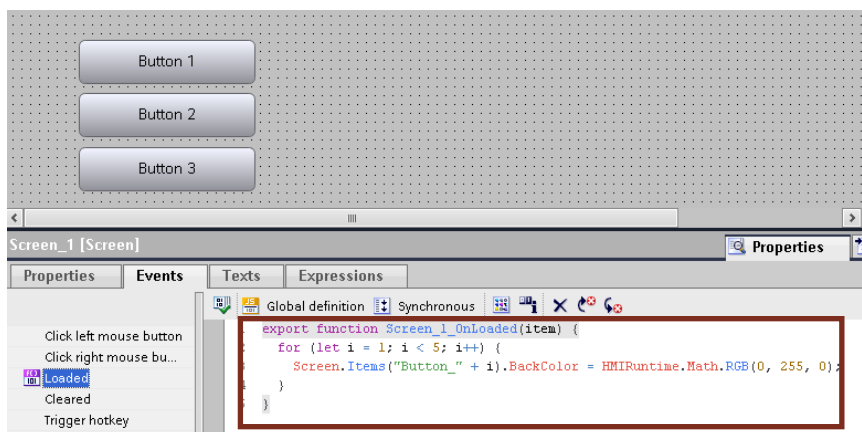 Button 1
Button 2
Button 3
Screen_1 [Screen]
Properties
Properties Events Texts Expressions
Global definition Synchronous
Click left mouse button
Click right mouse bu...
Loaded
Cleared
Trigger hotkey
export function Screen_1_OnLoaded(item) {
for (let i = 1; i < 5; i++) {
Screen.Items("Button_" + i).BackColor = HMIRuntime.Math.RGB(0, 255, 0);
}
}